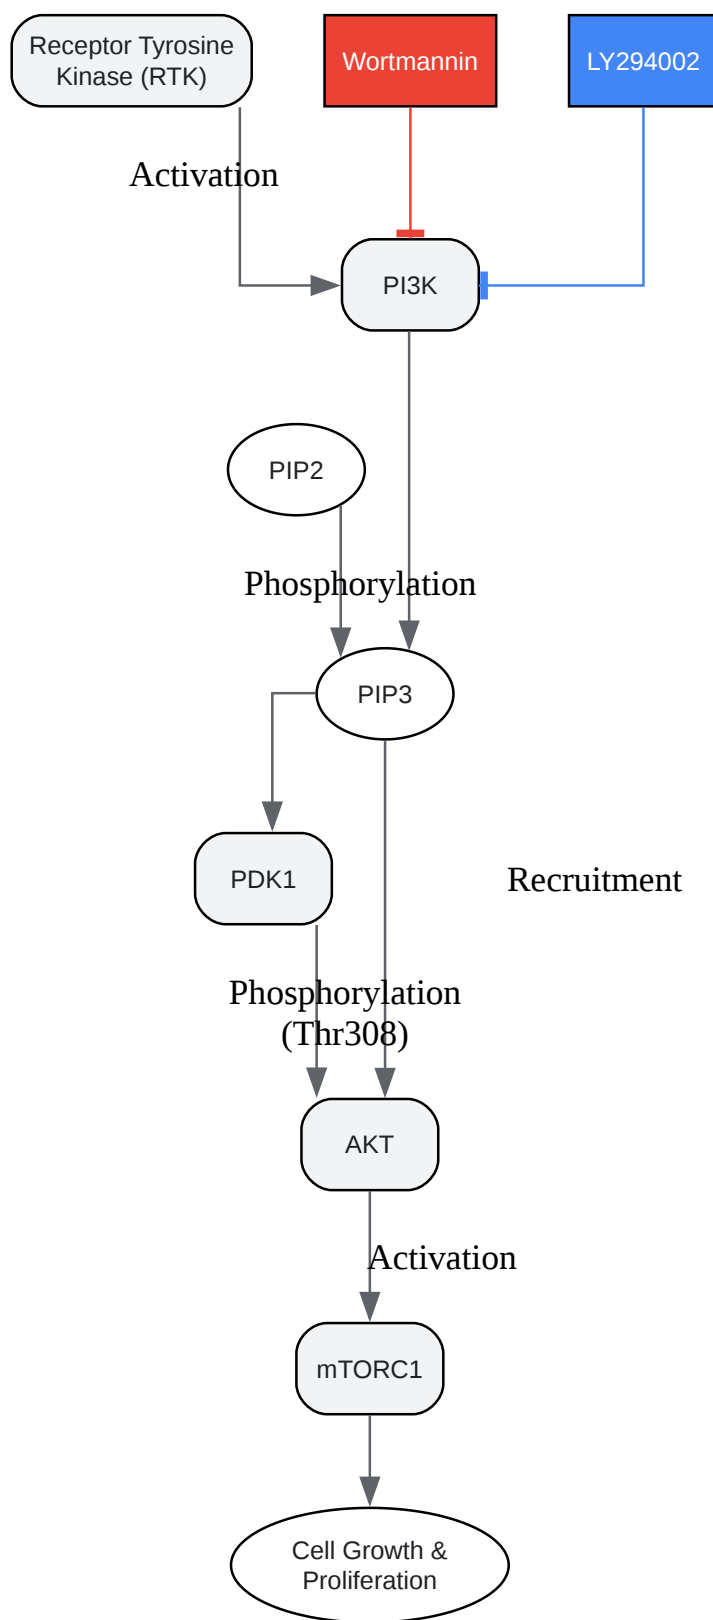 Receptor Tyrosine
Kinase (RTK)
Wortmannin
LY294002
Activation
PI3K
PIP2
Phosphorylation
PIP3
PDK1
Recruitment
Phosphorylation
(Thr308)
AKT
Activation
mTORC1
Cell Growth &
Proliferation